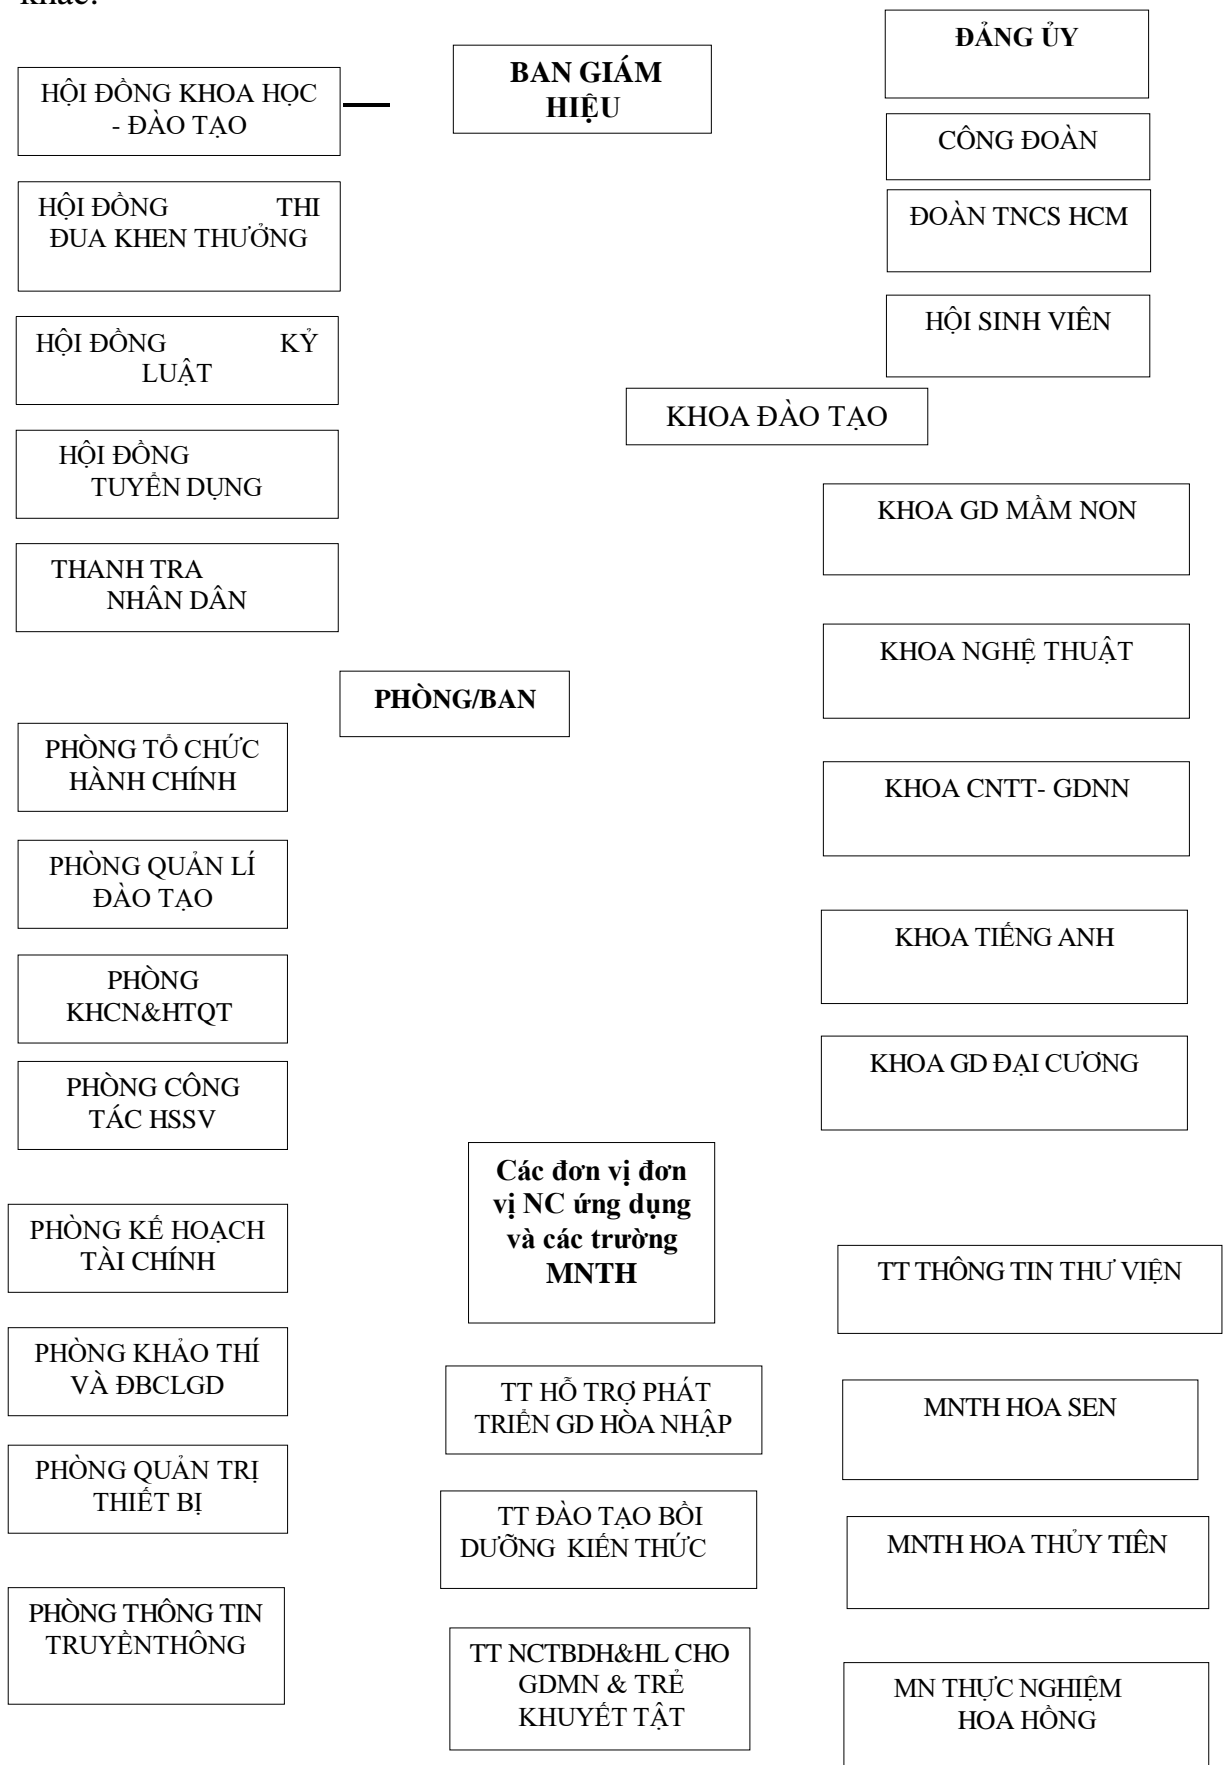 BAN GIÁM
HIỆU
ĐẢNG ỦY
HỘI ĐỒNG KHOA HỌC
- ĐÀO TẠO
CÔNG ĐOÀN
HỘI ĐỒNG THI
ĐUA KHEN THƯỞNG
ĐOÀN TNCS HCM
HỘI ĐỒNG KỶ
LUẬT
HỘI SINH VIÊN
KHOA ĐÀO TẠO
HỘI ĐỒNG
TUYỂN DỤNG
KHOA GD MẦM NON
THANH TRA
NHÂN DÂN
KHOA NGHỆ THUẬT
PHÒNG/BAN
PHÒNG TỔ CHỨC
HÀNH CHÍNH
KHOA CNTT- GDNN
PHÒNG QUẢN LÍ
ĐÀO TẠO
KHOA TIẾNG ANH
PHÒNG
KHCN&HTQT
KHOA GD ĐẠI CƯƠNG
PHÒNG CÔNG
TÁC HSSV
Các đơn vị đơn
vị NC ứng dụng
và các trường
MNTH
PHÒNG KẾ HOẠCH
TÀI CHÍNH
TT THÔNG TIN THƯ VIỆN
PHÒNG KHẢO THÍ
VÀ ĐBCLGD
TT HỖ TRỢ PHÁT
TRIỂN GD HÒA NHẬP
MNTH HOA SEN
PHÒNG QUẢN TRỊ
THIẾT BỊ
TT ĐÀO TẠO BỒI
DƯỠNG KIẾN THỨC
MNTH HOA THỦY TIÊN
PHÒNG THÔNG TIN
TRUYỀNTHÔNG
TT NCTBDH&HL CHO
GDMN & TRẺ
KHUYẾT TẬT
MN THỰC NGHIỆM
HOA HỒNG